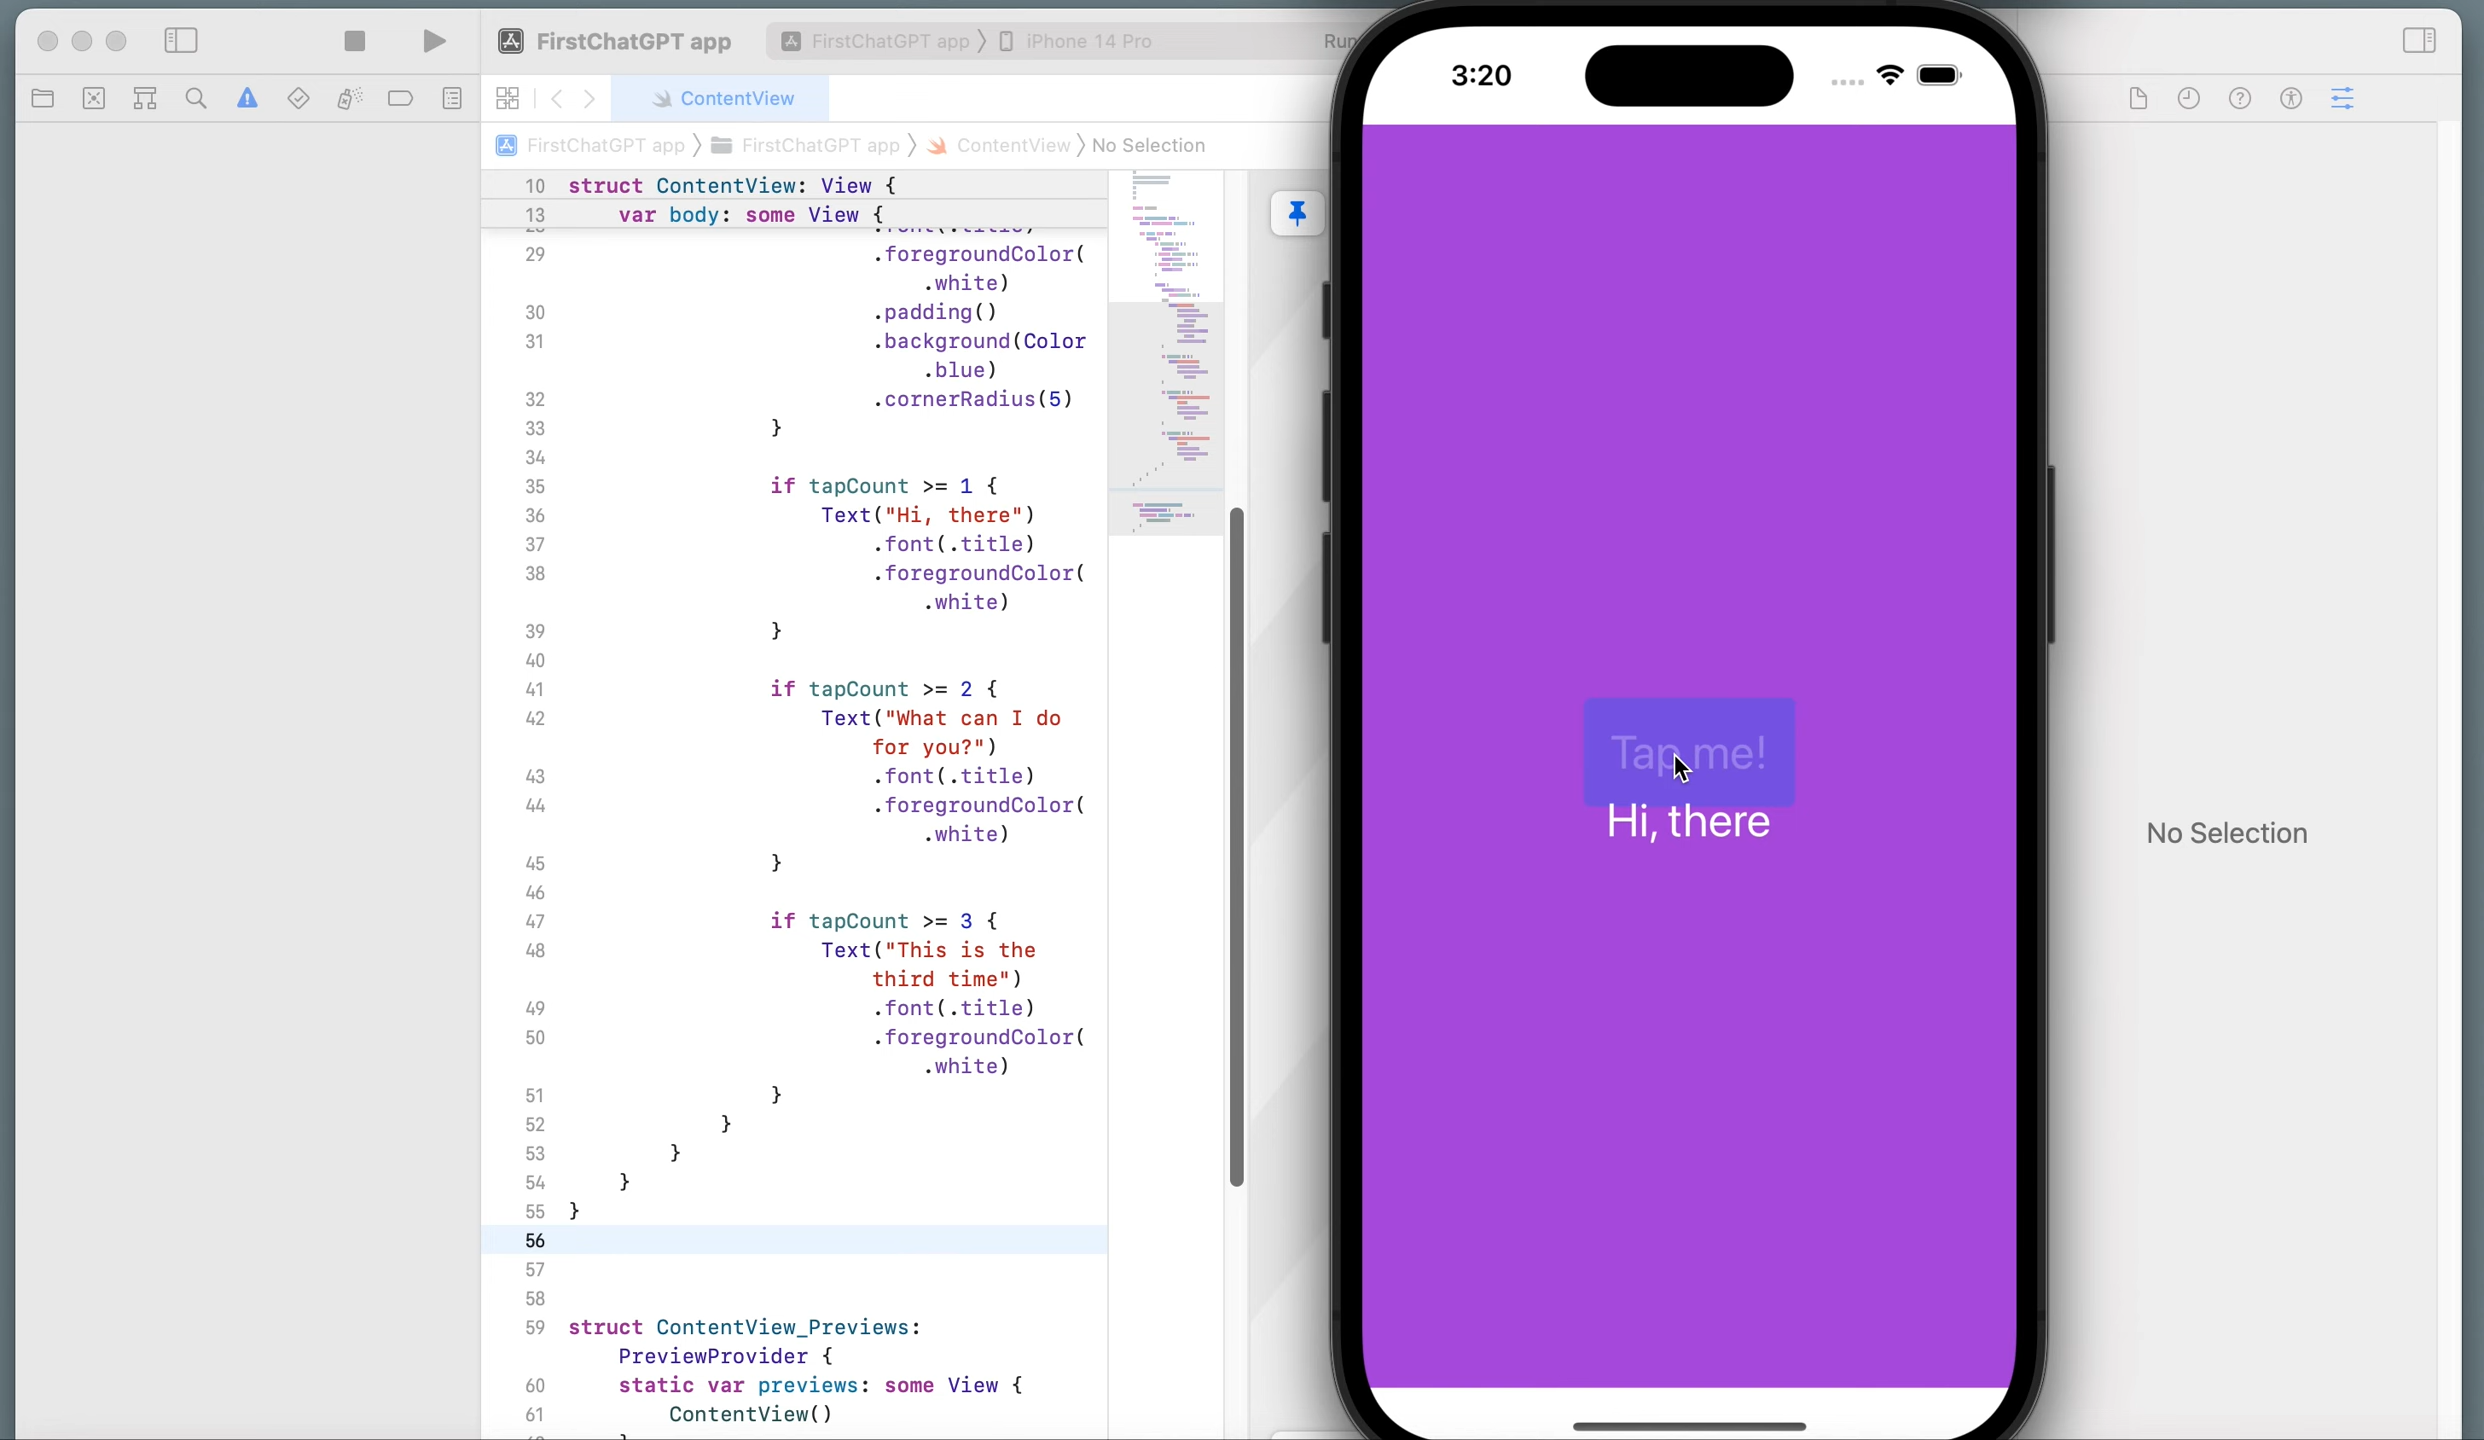 FirstChatGPT app
FirstChatGPT app
iPhone 14 Pro
3:20
ContentView
FirstChatGPT app
FirstChatGPT app
ContentView
No Selection
10 struct ContentView: View {
13 var body: some View {
29 .foregroundColor(
.white)
30 .padding()
31 .background(Color
.blue)
32 .cornerRadius(5)
33 }
34
35 if tapCount >= 1 {
36 Text("Hi, there")
37 .font(.title)
38 .foregroundColor(
.white)
39 }
40
41 if tapCount >= 2 {
42 Text("What can I do
for you?")
43 .font(.title)
44 .foregroundColor(
.white)
45 }
46
47 if tapCount >= 3 {
48 Text("This is the
third time")
49 .font(.title)
50 .foregroundColor(
.white)
51 }
52 }
53 }
54 }
55 }
56
57
58
59 struct ContentView_Previews:
PreviewProvider {
60 static var previews: some View {
61 ContentView()
Tap me!
Hi, there
No Selection